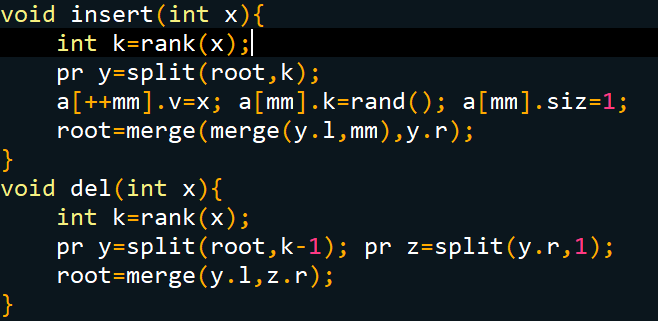 void insert(int x){
    int k=rank(x);
    pr y=split(root,k);
    a[++mm].v=x; a[mm].k=rand(); a[mm].siz=1;
    root=merge(merge(y.l,mm),y.r);
}
void del(int x){
    int k=rank(x);
    pr y=split(root,k-1); pr z=split(y.r,1);
    root=merge(y.l,z.r);
}